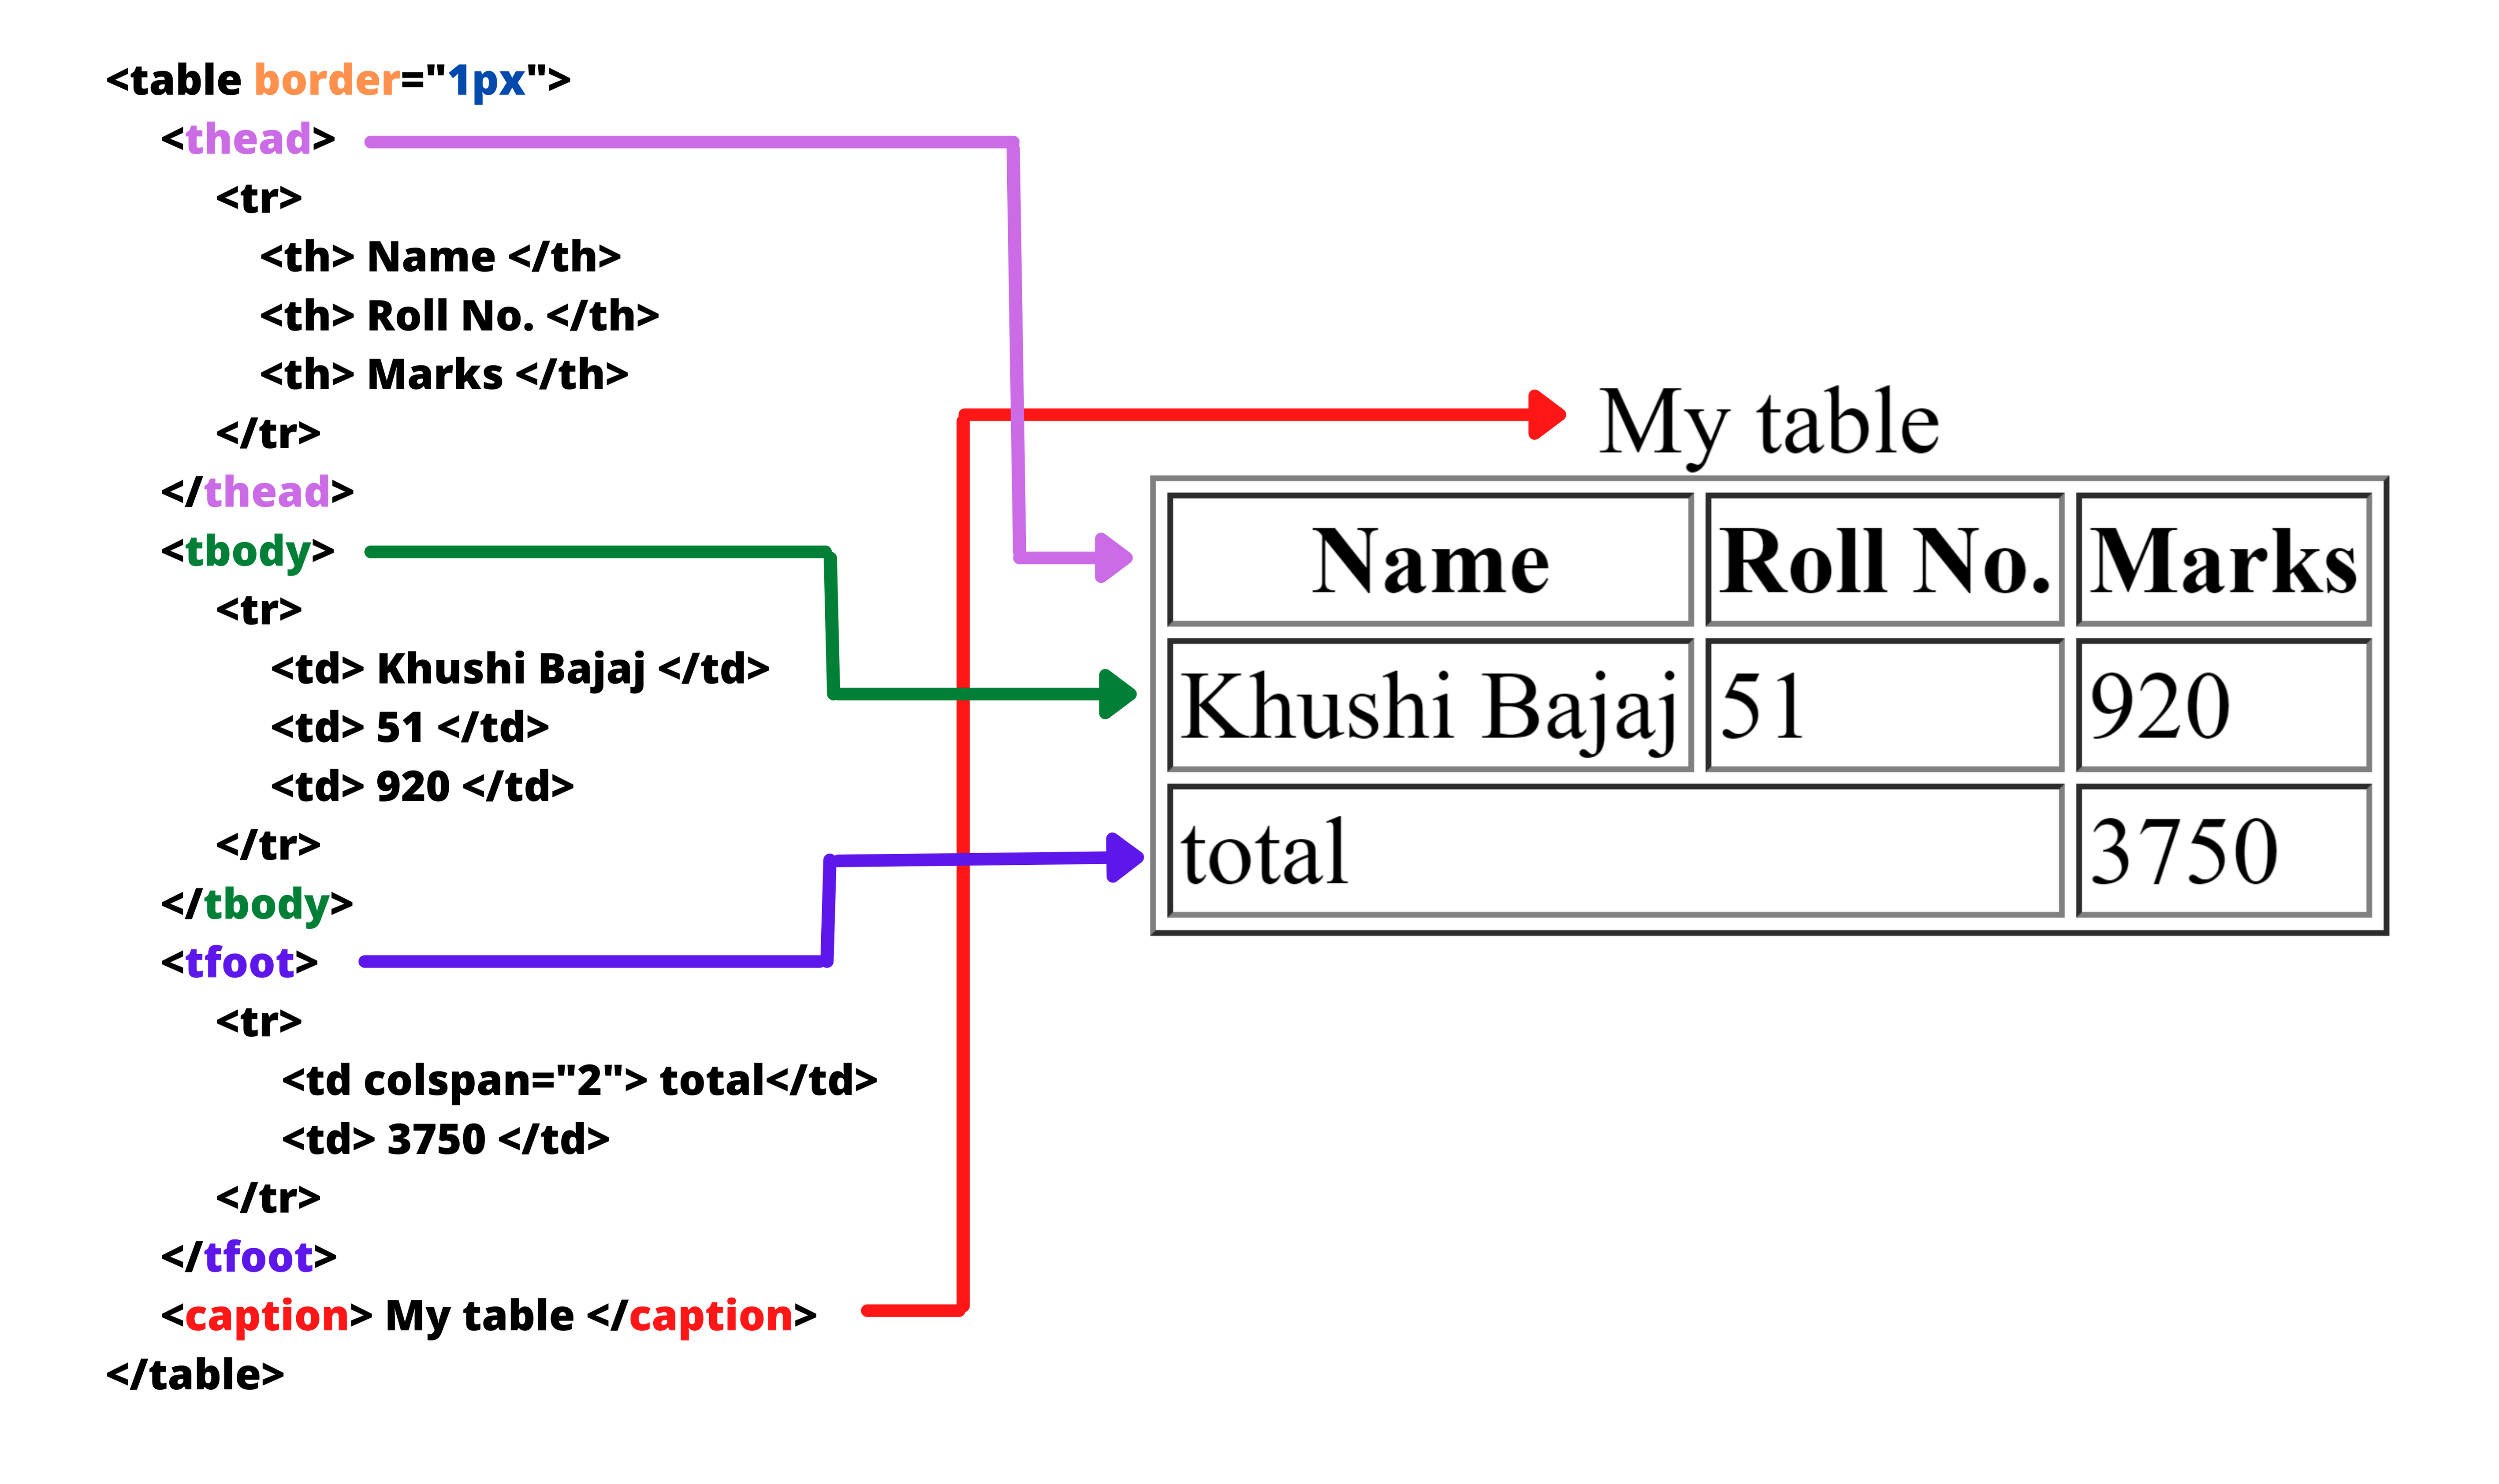 <table border="1px">
<thead>
<tr>
<th> Name </th>
<th> Roll No. </th>
<th> Marks </th>
</tr>
</thead>
<tbody>
<tr>
<td> Khushi Bajaj </td>
<td> 51 </td>
<td> 920 </td>
</tr>
</tbody>
<tfoot>
<tr>
<td colspan="2"> total</td>
<td> 3750 </td>
</tr>
</tfoot>
<caption> My table </caption>
</table>
My table
Name Roll No. Marks
Khushi Bajaj 51 920
total 3750